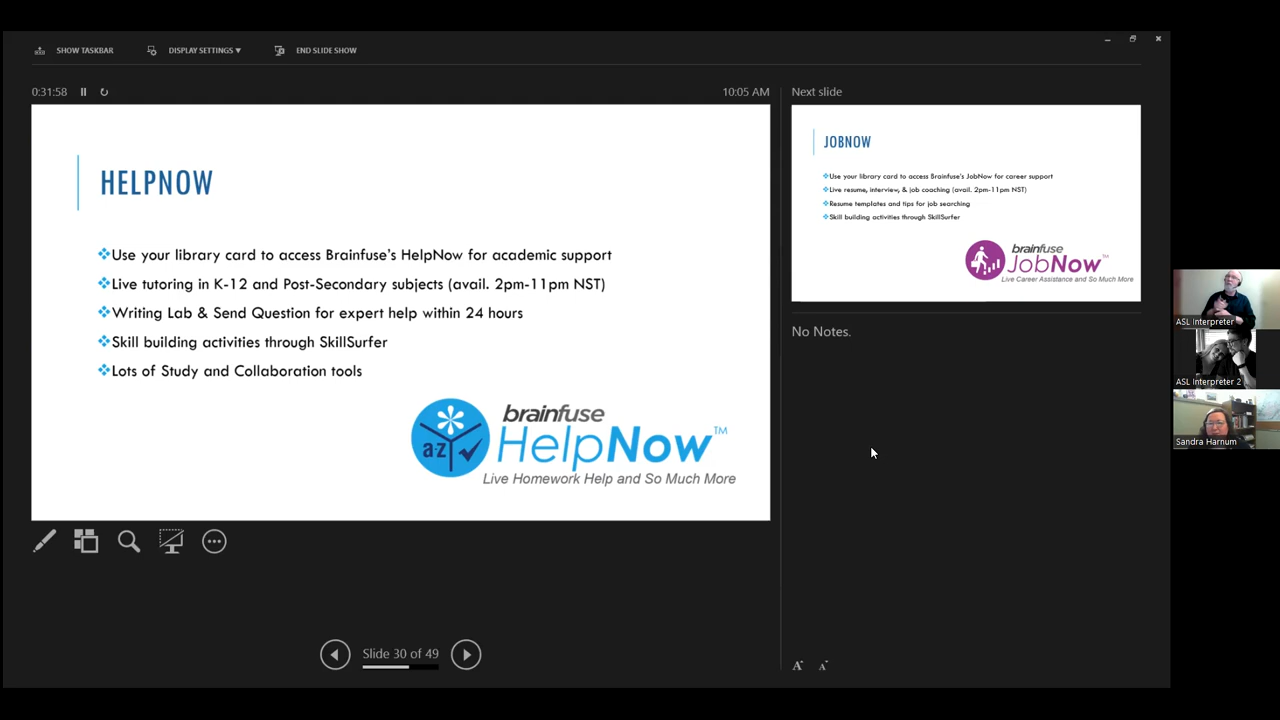 SHOW TASKBAR
DISPLAY SETTINGS ▾
END SLIDE SHOW
0:31:58
10:05 AM
HELPNOW
❖Use your library card to access Brainfuse's HelpNow for academic support
❖Live tutoring in K-12 and Post-Secondary subjects (avail. 2pm-11pm NST)
❖Writing Lab & Send Question for expert help within 24 hours
❖Skill building activities through SkillSurfer
❖Lots of Study and Collaboration tools
a-z
brainfuse
HelpNow™
Live Homework Help and So Much More
Slide 30 of 49
Next slide
JOBNOW
❖Use your library card to access Brainfuse's JobNow for career support
❖Live resume, interview, & job coaching (avail. 2pm-11pm NST)
❖Resume templates and tips for job searching
❖Skill building activities through SkillSurfer
brainfuse
JobNow™
Live Career Assistance and So Much More
No Notes.
A A
ASL Interpreter
ASL Interpreter 2
Sandra Harnum